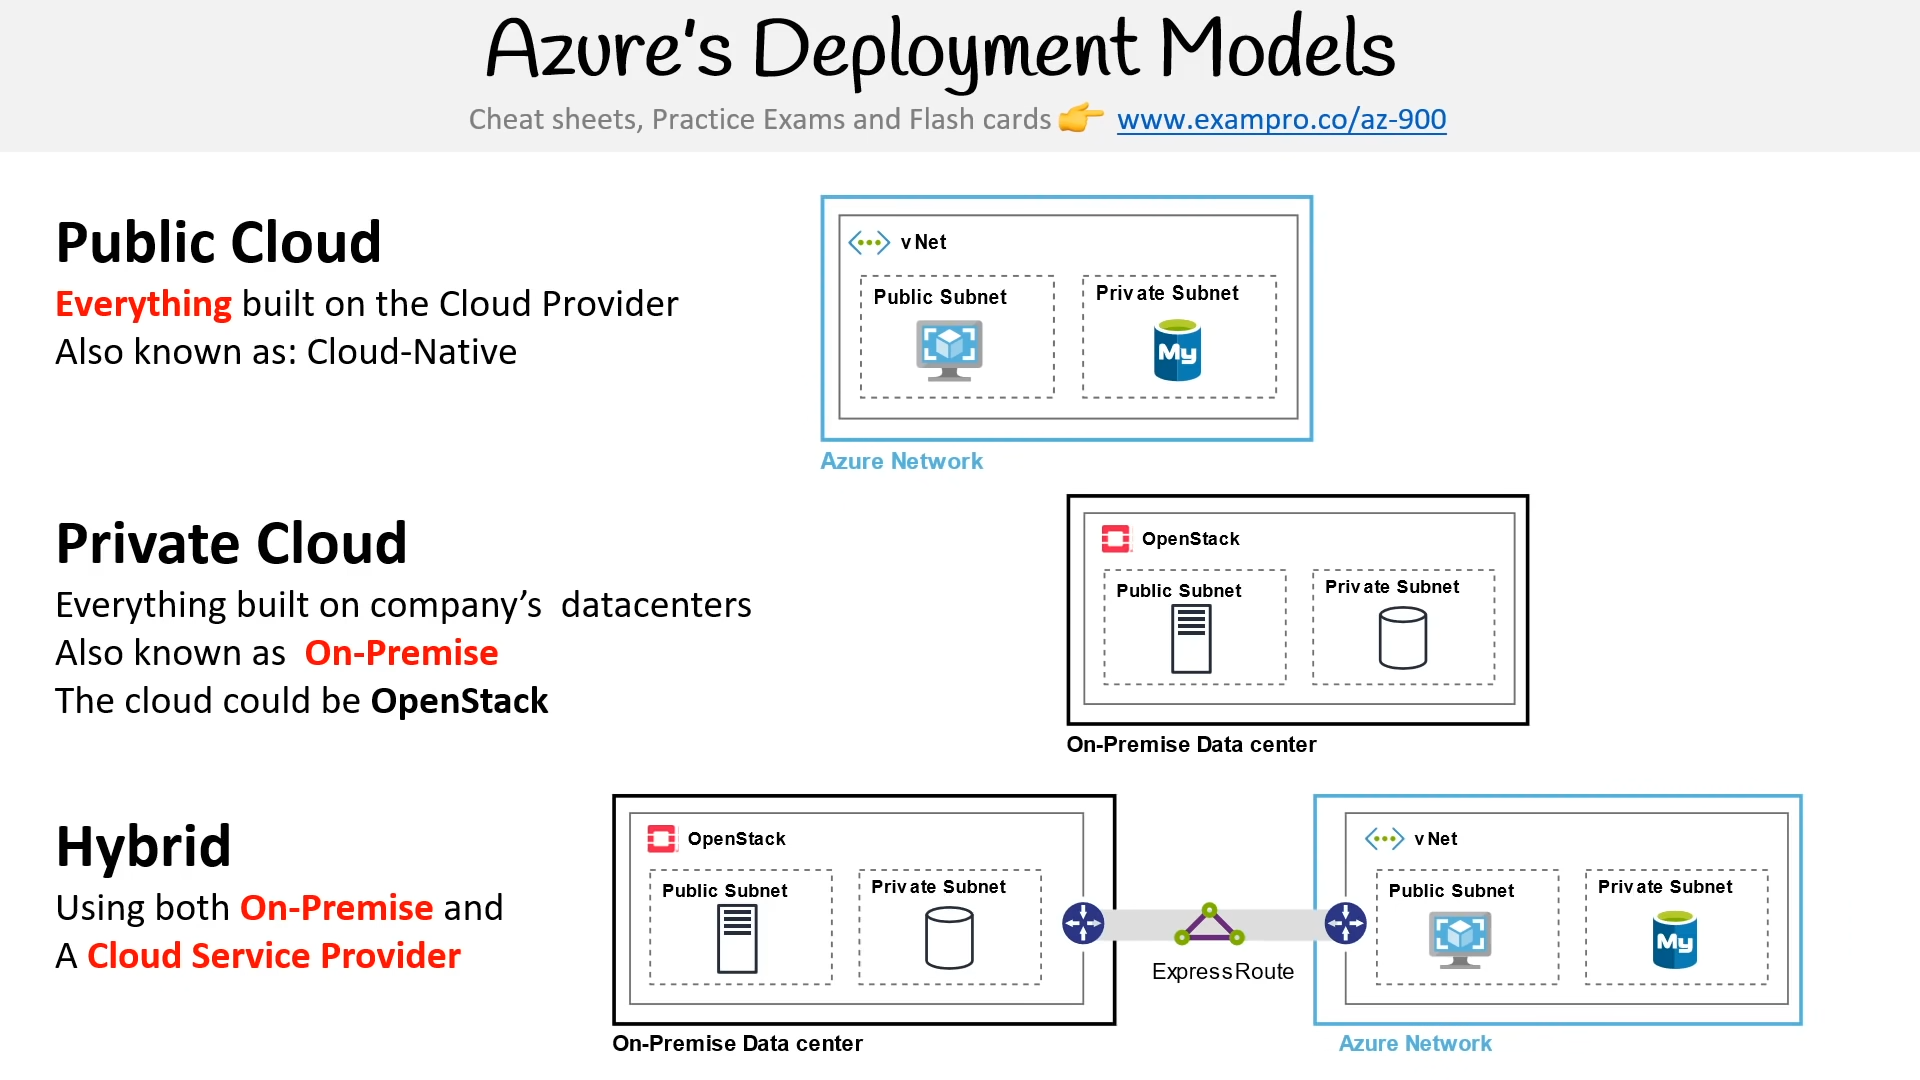 Azure's Deployment Models
Cheat sheets, Practice Exams and Flash cards 👉 www.exampro.co/az-900
Public Cloud
Everything built on the Cloud Provider
Also known as: Cloud-Native
vNet
Public Subnet
Private Subnet
My
Azure Network
Private Cloud
Everything built on company’s datacenters
Also known as On-Premise
The cloud could be OpenStack
OpenStack
Public Subnet
Private Subnet
On-Premise Data center
Hybrid
Using both On-Premise and
A Cloud Service Provider
OpenStack
Public Subnet
Private Subnet
On-Premise Data center
ExpressRoute
vNet
Public Subnet
Private Subnet
My
Azure Network